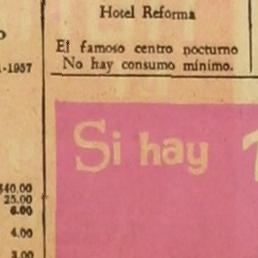 Hotel Reforma
El famoso centro nocturno
No hay consumo mínimo.
-1957
Si hay
$40.00
25.00
6.00
4.00
3.00